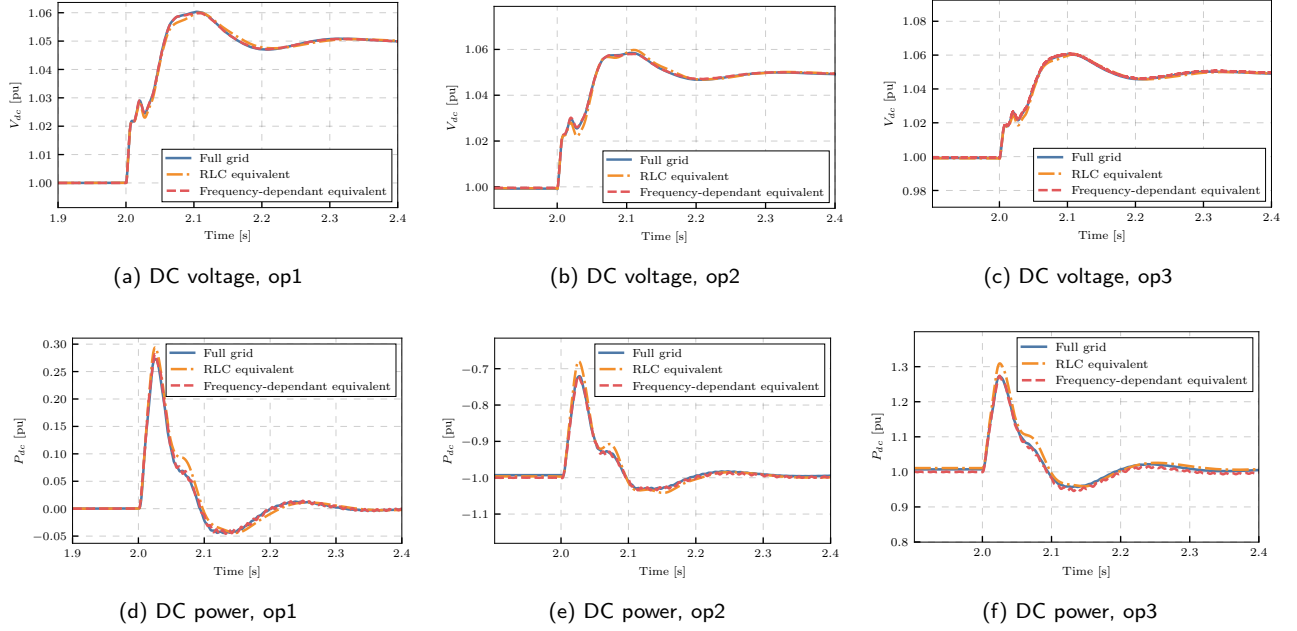 1.06
1.05
1.04
1.03
1.02
1.01
1.00
V_dc [pu]
Full grid
RLC equivalent
Frequency-dependant equivalent
1.9 2.0 2.1 2.2 2.3 2.4
Time [s]
(a) DC voltage, op1
1.08
1.06
1.04
1.02
1.00
V_dc [pu]
Full grid
RLC equivalent
Frequency-dependant equivalent
2.0 2.1 2.2 2.3 2.4
Time [s]
(b) DC voltage, op2
1.08
1.06
1.04
1.02
1.00
0.98
V_dc [pu]
Full grid
RLC equivalent
Frequency-dependant equivalent
2.0 2.1 2.2 2.3 2.4
Time [s]
(c) DC voltage, op3
0.30
0.25
0.20
0.15
0.10
0.05
0.00
−0.05
P_dc [pu]
Full grid
RLC equivalent
Frequency-dependant equivalent
1.9 2.0 2.1 2.2 2.3 2.4
Time [s]
(d) DC power, op1
−0.7
−0.8
−0.9
−1.0
−1.1
P_dc [pu]
Full grid
RLC equivalent
Frequency-dependant equivalent
2.0 2.1 2.2 2.3 2.4
Time [s]
(e) DC power, op2
1.4
1.3
1.2
1.1
1.0
0.9
0.8
P_dc [pu]
Full grid
RLC equivalent
Frequency-dependant equivalent
2.0 2.1 2.2 2.3 2.4
Time [s]
(f) DC power, op3